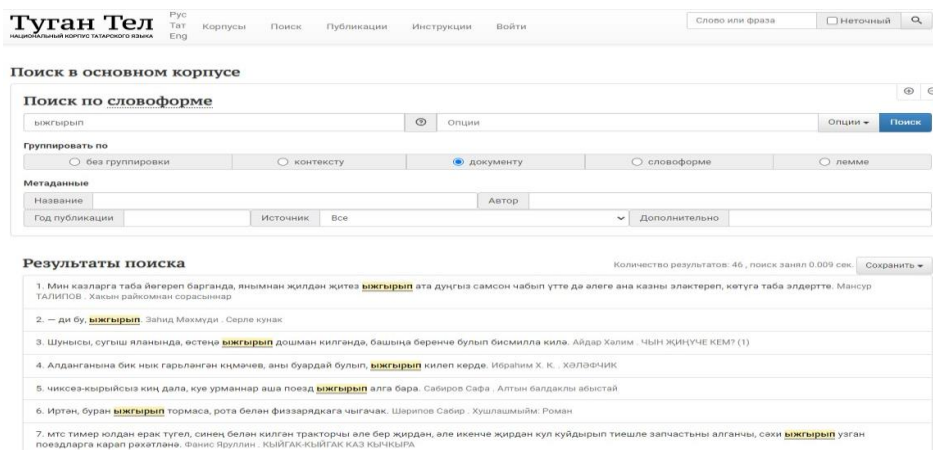 Туган Тел
НАЦИОНАЛЬНЫЙ КОРПУС ТАТАРСКОГО ЯЗЫКА
Рус
Тат
Eng
Корпусы Поиск Публикации Инструкции Войти
Слово или фраза Неточный
Поиск в основном корпусе
Поиск по словоформе
ыжгырып Опции Опции Поиск
Группировать по
без группировки контексту документу словоформе лемме
Метаданные
Название Автор
Год публикации Источник Все Дополнительно
Результаты поиска Количество результатов: 46 , поиск занял 0.009 сек. Сохранить
1. Мин казларга таба йөгереп барганда, янымнан җилдән җитез ыжгырып ата дуңгыз самсон чабып үтте дә әлеге ана казны эләктереп, көтүгә таба элдертте. Мансур
ТАЛИПОВ . Хакын райкомнан сорасыннар
2. — ди бу, ыжгырып. Заһид Мәхмүди . Серле кунак
3. Шунысы, сугыш яланында, өстеңә ыжгырып дошман килгәндә, башыңа беренче булып бисмилла килә. Айдар Хәлим . ЧЫН ҖИҢҮЧЕ КЕМ? (1)
4. Алданганына бик нык гарьләнгән кыңмачев, аны буардай булып, ыжгырып килеп керде. Ибраһим Х. К. . ХӘЛӘФЧИК
5. чиксез-кырыйсыз киң дала, куе урманнар аша поезд ыжгырып алга бара. Сабиров Сафа . Алтын балдаклы абыстай
6. Иртән, буран ыжгырып тормаса, рота белән физзарядкага чыгачак. Шәрипов Сабир . Хушлашмыйм: Роман
7. мтс тимер юлдан ерак түгел, синең белән килгән тракторчы әле бер җирдән, әле икенче җирдән кул куйдырып тиешле запчастьны алганчы, сәхи ыжгырып узган
поездларга карап рәхәтләнә. Фанис Яруллин . КЫЙГАК-КЫЙГАК КАЗ КЫЧКЫРА